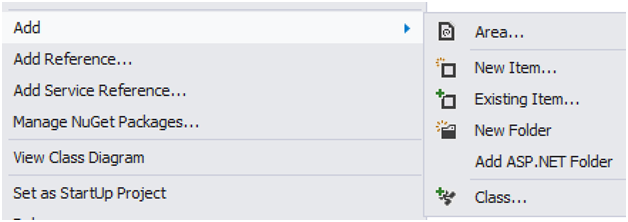 Add
Add Reference...
Add Service Reference...
Manage NuGet Packages...
View Class Diagram
Set as StartUp Project
Area...
New Item...
Existing Item...
New Folder
Add ASP.NET Folder
Class...